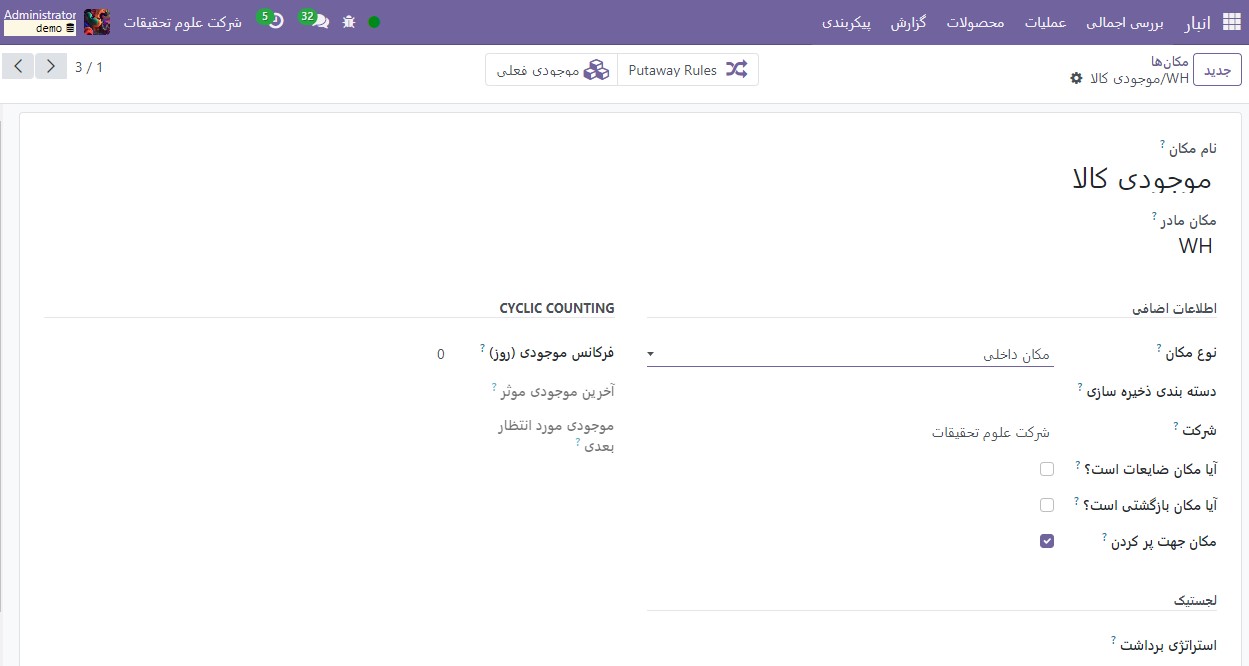 انبار بررسی اجمالی عملیات محصولات گزارش پیکربندی
32 5 شرکت علوم تحقیقات
Administrator
demo
جدید
مکان‌ها
WH/موجودی کالا
Putaway Rules
موجودی فعلی
3 / 1
نام مکان ?
موجودی کالا
مکان مادر ?
WH
اطلاعات اضافی
نوع مکان ?
مکان داخلی
دسته بندی ذخیره سازی ?
شرکت ?
شرکت علوم تحقیقات
آیا مکان ضایعات است؟ ?
آیا مکان بازگشتی است؟ ?
مکان جهت پر کردن ?
CYCLIC COUNTING
فرکانس موجودی (روز) ?
0
آخرین موجودی موثر ?
موجودی مورد انتظار
بعدی ?
لجستیک
استراتژی برداشت ?